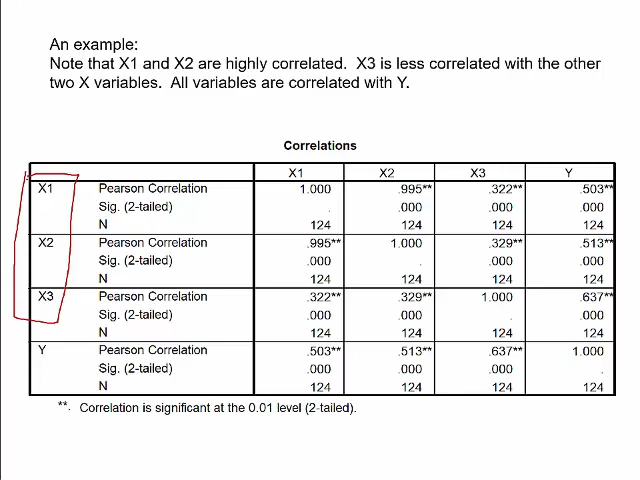 An example:
Note that X1 and X2 are highly correlated. X3 is less correlated with the other
two X variables. All variables are correlated with Y.
Correlations
X1 X2 X3 Y
X1 Pearson Correlation 1.000 .995** .322** .503**
Sig. (2-tailed) . .000 .000 .000
N 124 124 124 124
X2 Pearson Correlation .995** 1.000 .329** .513**
Sig. (2-tailed) .000 . .000 .000
N 124 124 124 124
X3 Pearson Correlation .322** .329** 1.000 .637**
Sig. (2-tailed) .000 .000 . .000
N 124 124 124 124
Y Pearson Correlation .503** .513** .637** 1.000
Sig. (2-tailed) .000 .000 .000 .
N 124 124 124 124
**. Correlation is significant at the 0.01 level (2-tailed).